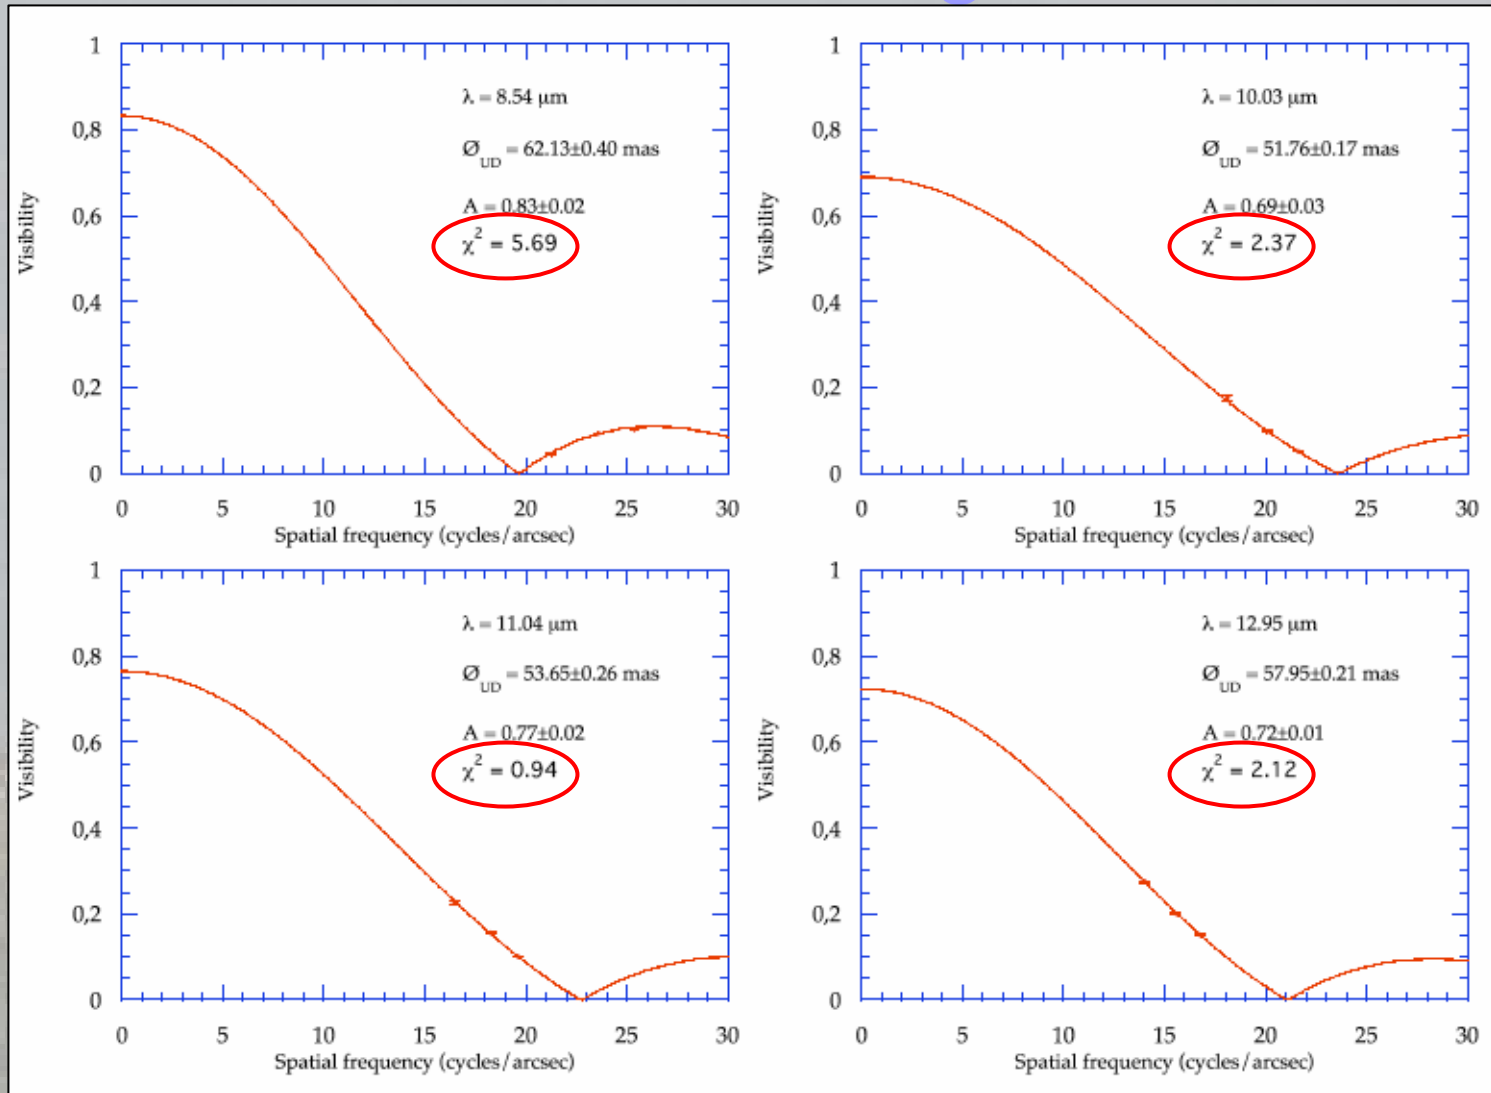 1
0,8
0,6
0,4
0,2
0
Visibility
λ = 8.54 μm
Ø_UD = 62.13±0.40 mas
A = 0.83±0.02
χ² = 5.69
0 5 10 15 20 25 30
Spatial frequency (cycles/arcsec)
1
0,8
0,6
0,4
0,2
0
Visibility
λ = 10.03 μm
Ø_UD = 51.76±0.17 mas
A = 0.69±0.03
χ² = 2.37
0 5 10 15 20 25 30
Spatial frequency (cycles/arcsec)
1
0,8
0,6
0,4
0,2
0
Visibility
λ = 11.04 μm
Ø_UD = 53.65±0.26 mas
A = 0.77±0.02
χ² = 0.94
0 5 10 15 20 25 30
Spatial frequency (cycles/arcsec)
1
0,8
0,6
0,4
0,2
0
Visibility
λ = 12.95 μm
Ø_UD = 57.95±0.21 mas
A = 0.72±0.01
χ² = 2.12
0 5 10 15 20 25 30
Spatial frequency (cycles/arcsec)